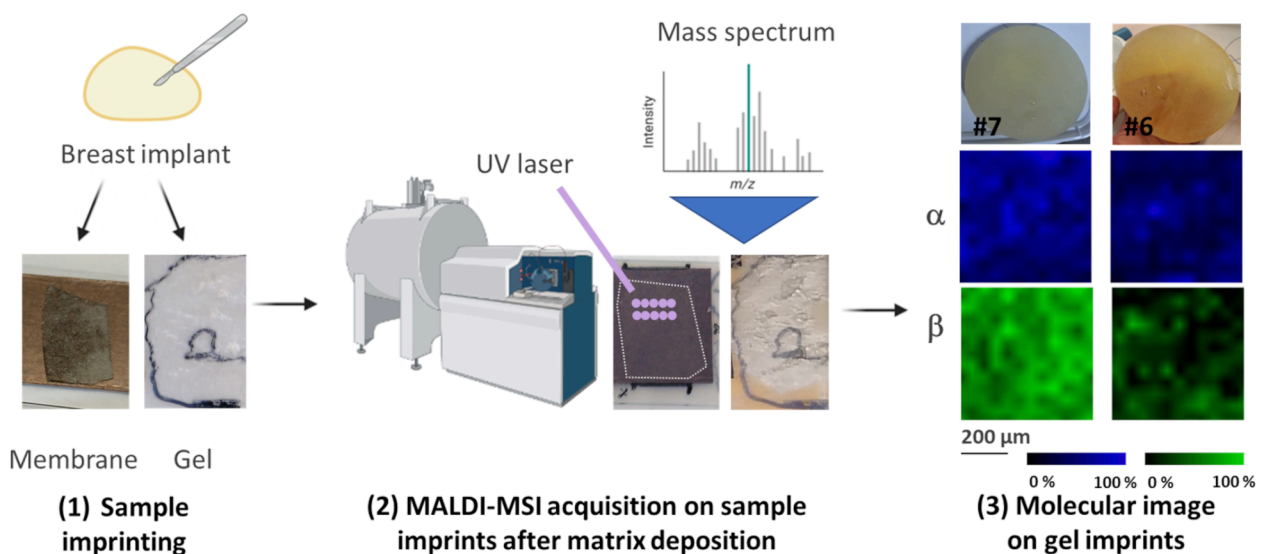 Breast implant
Membrane Gel
(1) Sample
imprinting
Mass spectrum
Intensity
m/z
UV laser
(2) MALDI-MSI acquisition on sample
imprints after matrix deposition
#7 #6
α
β
200 µm
0 % 100 % 0 % 100 %
(3) Molecular image
on gel imprints